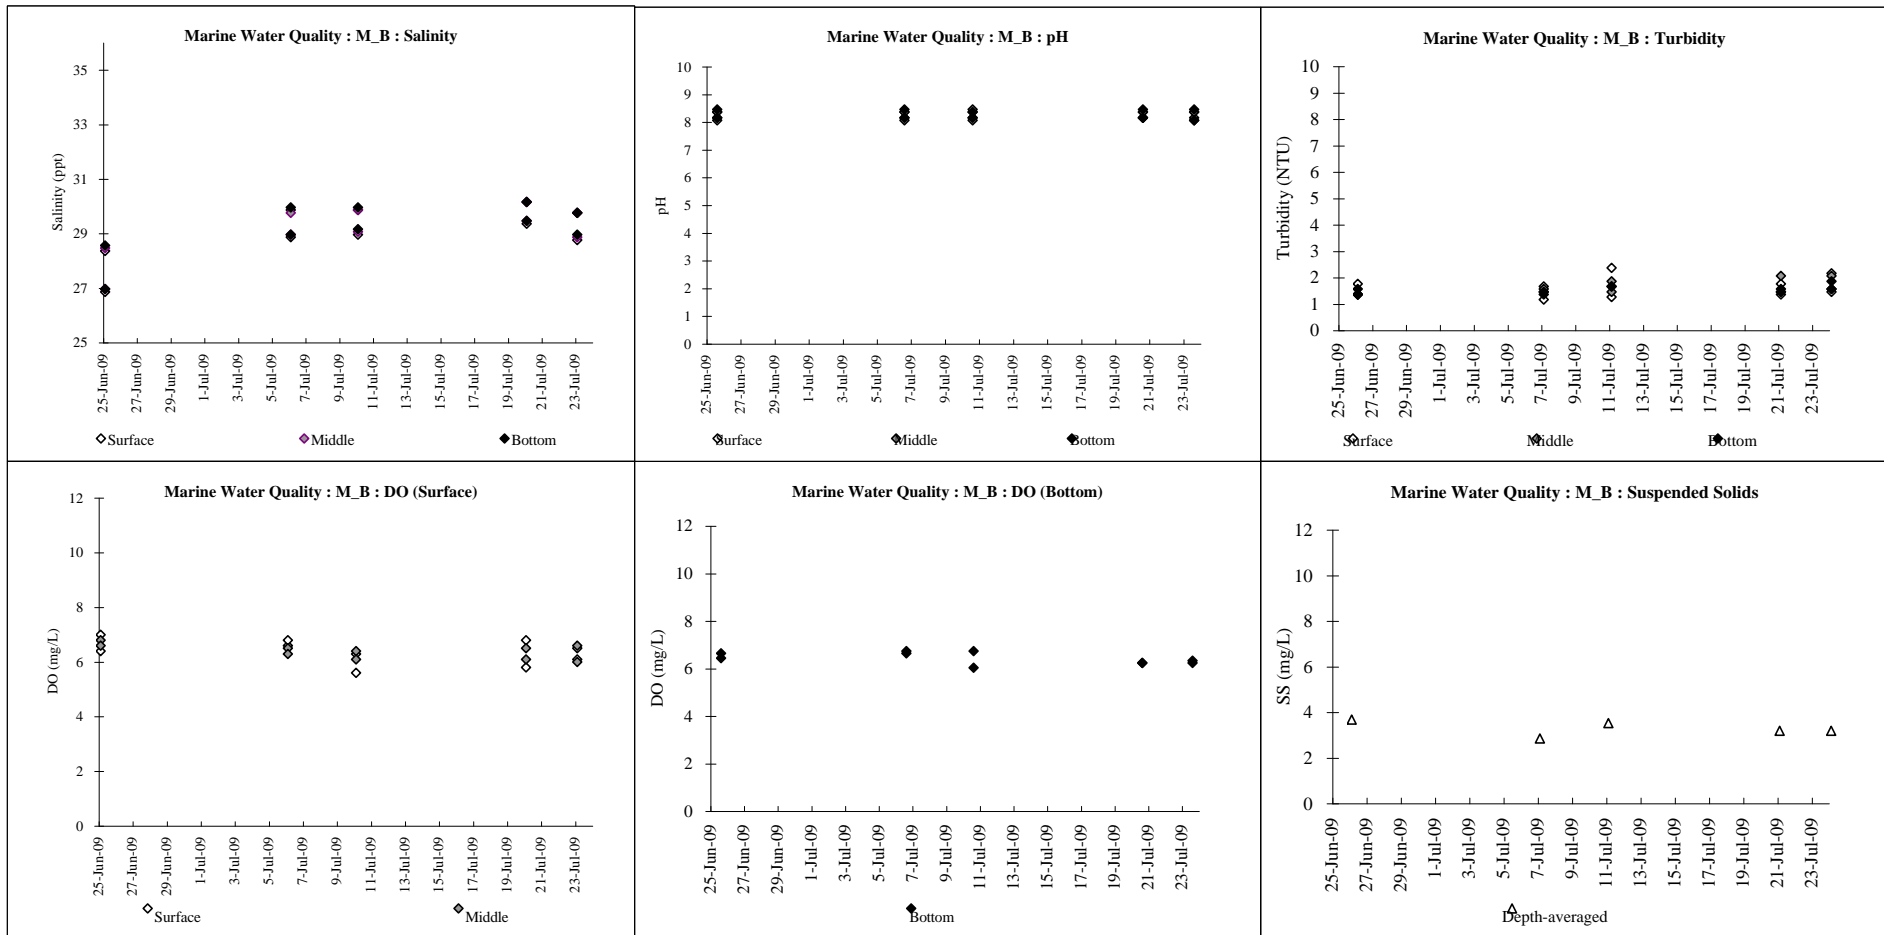 Marine Water Quality : M_B : Salinity
35
33
31
29
27
25
Salinity (ppt)
25-Jun-09
27-Jun-09
29-Jun-09
1-Jul-09
3-Jul-09
5-Jul-09
7-Jul-09
9-Jul-09
11-Jul-09
13-Jul-09
15-Jul-09
17-Jul-09
19-Jul-09
21-Jul-09
23-Jul-09
Surface Middle Bottom
Marine Water Quality : M_B : pH
10
9
8
7
6
5
4
3
2
1
0
pH
25-Jun-09
27-Jun-09
29-Jun-09
1-Jul-09
3-Jul-09
5-Jul-09
7-Jul-09
9-Jul-09
11-Jul-09
13-Jul-09
15-Jul-09
17-Jul-09
19-Jul-09
21-Jul-09
23-Jul-09
Surface Middle Bottom
Marine Water Quality : M_B : Turbidity
10
9
8
7
6
5
4
3
2
1
0
Turbidity (NTU)
25-Jun-09
27-Jun-09
29-Jun-09
1-Jul-09
3-Jul-09
5-Jul-09
7-Jul-09
9-Jul-09
11-Jul-09
13-Jul-09
15-Jul-09
17-Jul-09
19-Jul-09
21-Jul-09
23-Jul-09
Surface Middle Bottom
Marine Water Quality : M_B : DO (Surface)
12
10
8
6
4
2
0
DO (mg/L)
25-Jun-09
27-Jun-09
29-Jun-09
1-Jul-09
3-Jul-09
5-Jul-09
7-Jul-09
9-Jul-09
11-Jul-09
13-Jul-09
15-Jul-09
17-Jul-09
19-Jul-09
21-Jul-09
23-Jul-09
Surface Middle
Marine Water Quality : M_B : DO (Bottom)
12
10
8
6
4
2
0
DO (mg/L)
25-Jun-09
27-Jun-09
29-Jun-09
1-Jul-09
3-Jul-09
5-Jul-09
7-Jul-09
9-Jul-09
11-Jul-09
13-Jul-09
15-Jul-09
17-Jul-09
19-Jul-09
21-Jul-09
23-Jul-09
Bottom
Marine Water Quality : M_B : Suspended Solids
12
10
8
6
4
2
0
SS (mg/L)
25-Jun-09
27-Jun-09
29-Jun-09
1-Jul-09
3-Jul-09
5-Jul-09
7-Jul-09
9-Jul-09
11-Jul-09
13-Jul-09
15-Jul-09
17-Jul-09
19-Jul-09
21-Jul-09
23-Jul-09
Depth-averaged